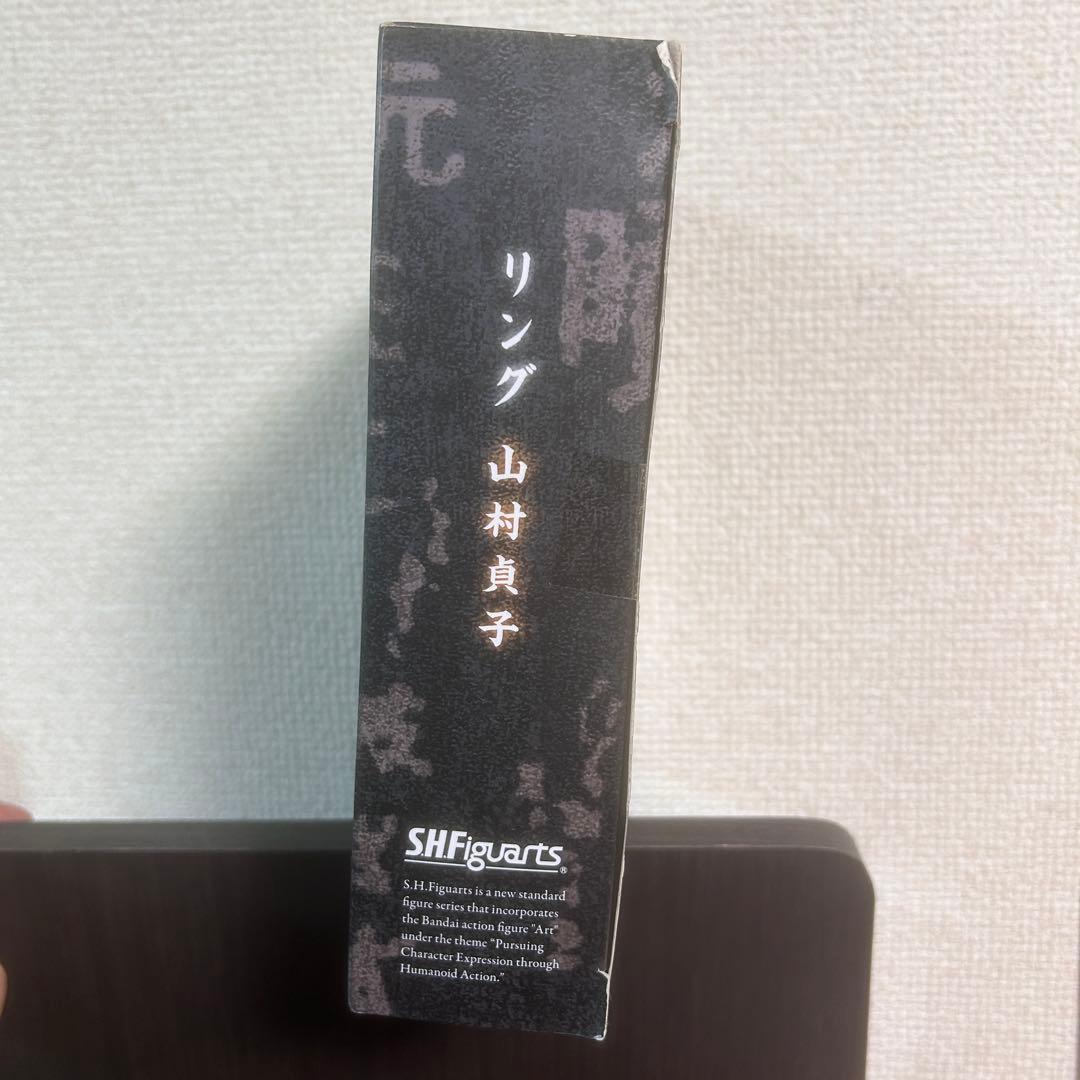 元
リング 山村貞子
S.H.Figuarts®
S.H.Figuarts is a new standard
figure series that incorporates
the Bandai action figure "Art"
under the theme "Pursuing
Character Expression through
Humanoid Action."